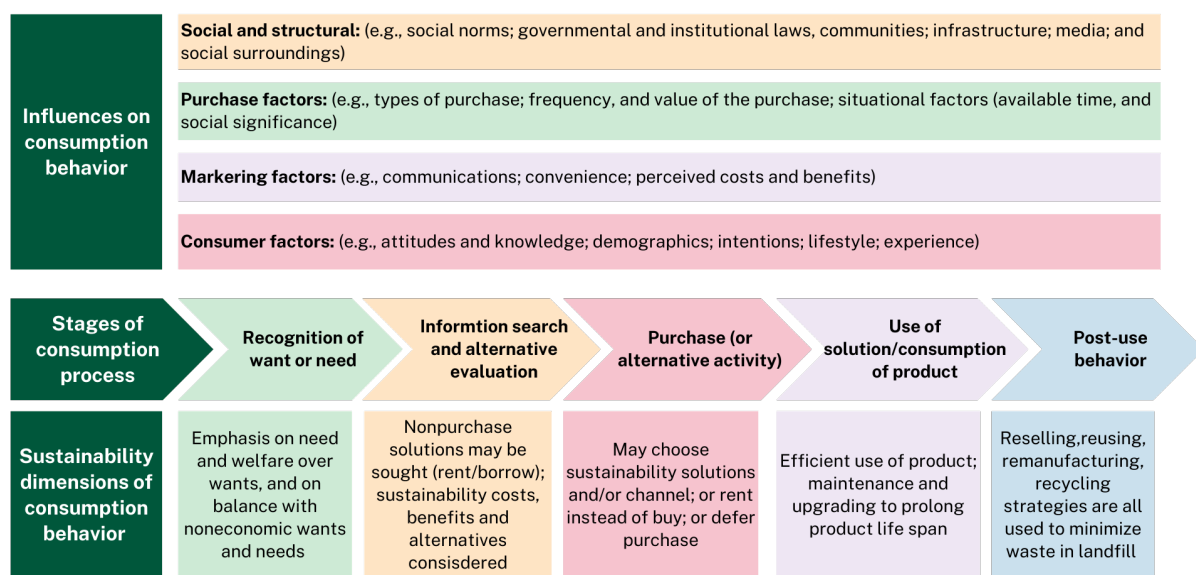 Influences on
consumption
behavior
Social and structural: (e.g., social norms; governmental and institutional laws, communities; infrastructure; media; and
social surroundings)
Purchase factors: (e.g., types of purchase; frequency, and value of the purchase; situational factors (available time, and
social significance)
Markering factors: (e.g., communications; convenience; perceived costs and benefits)
Consumer factors: (e.g., attitudes and knowledge; demographics; intentions; lifestyle; experience)
Stages of
consumption
process
Recognition of
want or need
Informtion search
and alternative
evaluation
Purchase (or
alternative activity)
Use of
solution/consumption
of product
Post-use
behavior
Sustainability
dimensions of
consumption
behavior
Emphasis on need
and welfare over
wants, and on
balance with
noneconomic wants
and needs
Nonpurchase
solutions may be
sought (rent/borrow);
sustainability costs,
benefits and
alternatives
consisdered
May choose
sustainability solutions
and/or channel; or rent
instead of buy; or defer
purchase
Efficient use of product;
maintenance and
upgrading to prolong
product life span
Reselling,reusing,
remanufacturing,
recycling
strategies are all
used to minimize
waste in landfill